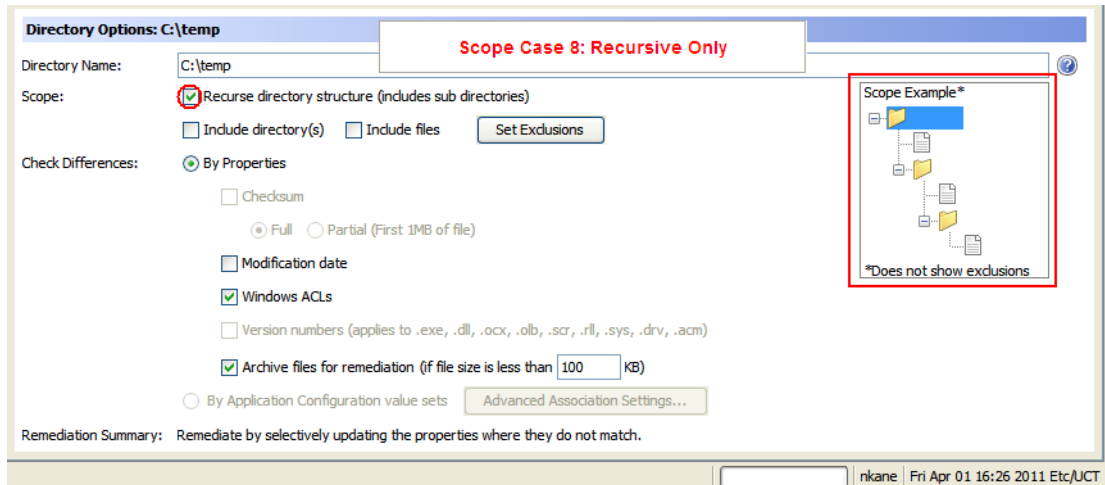 Directory Options: C:\temp
Scope Case 8: Recursive Only
Directory Name: C:\temp
Scope: Recurse directory structure (includes sub directories)
Scope Example*
Include directory(s) Include files Set Exclusions
Check Differences: By Properties
Checksum
Full Partial (First 1MB of file)
Modification date
*Does not show exclusions
Windows ACLs
Version numbers (applies to .exe, .dll, .ocx, .olb, .scr, .rll, .sys, .drv, .acm)
Archive files for remediation (if file size is less than 100 KB)
By Application Configuration value sets Advanced Association Settings...
Remediation Summary: Remediate by selectively updating the properties where they do not match.
nkane Fri Apr 01 16:26 2011 Etc/UCT